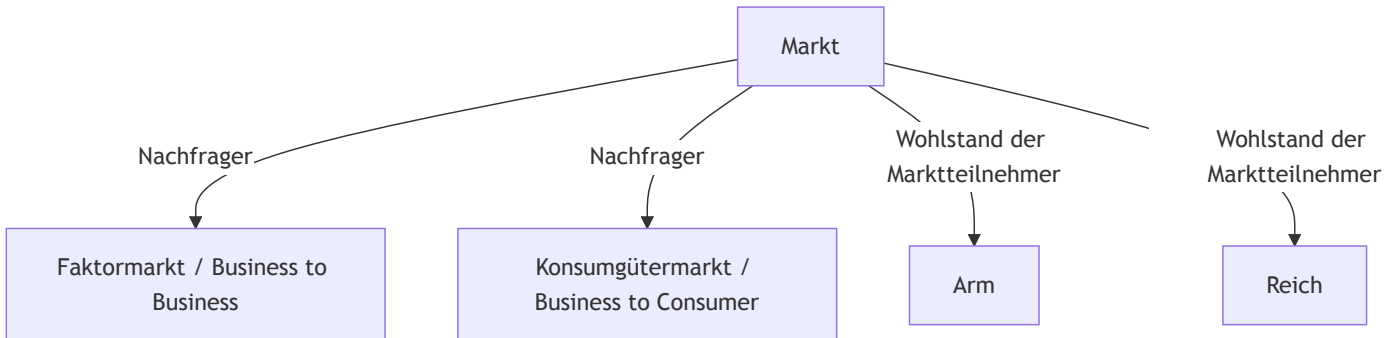 Markt
Nachfrager
Nachfrager
Wohlstand der
Marktteilnehmer
Wohlstand der
Marktteilnehmer
Faktormarkt / Business to
Business
Konsumgütermarkt /
Business to Consumer
Arm
Reich